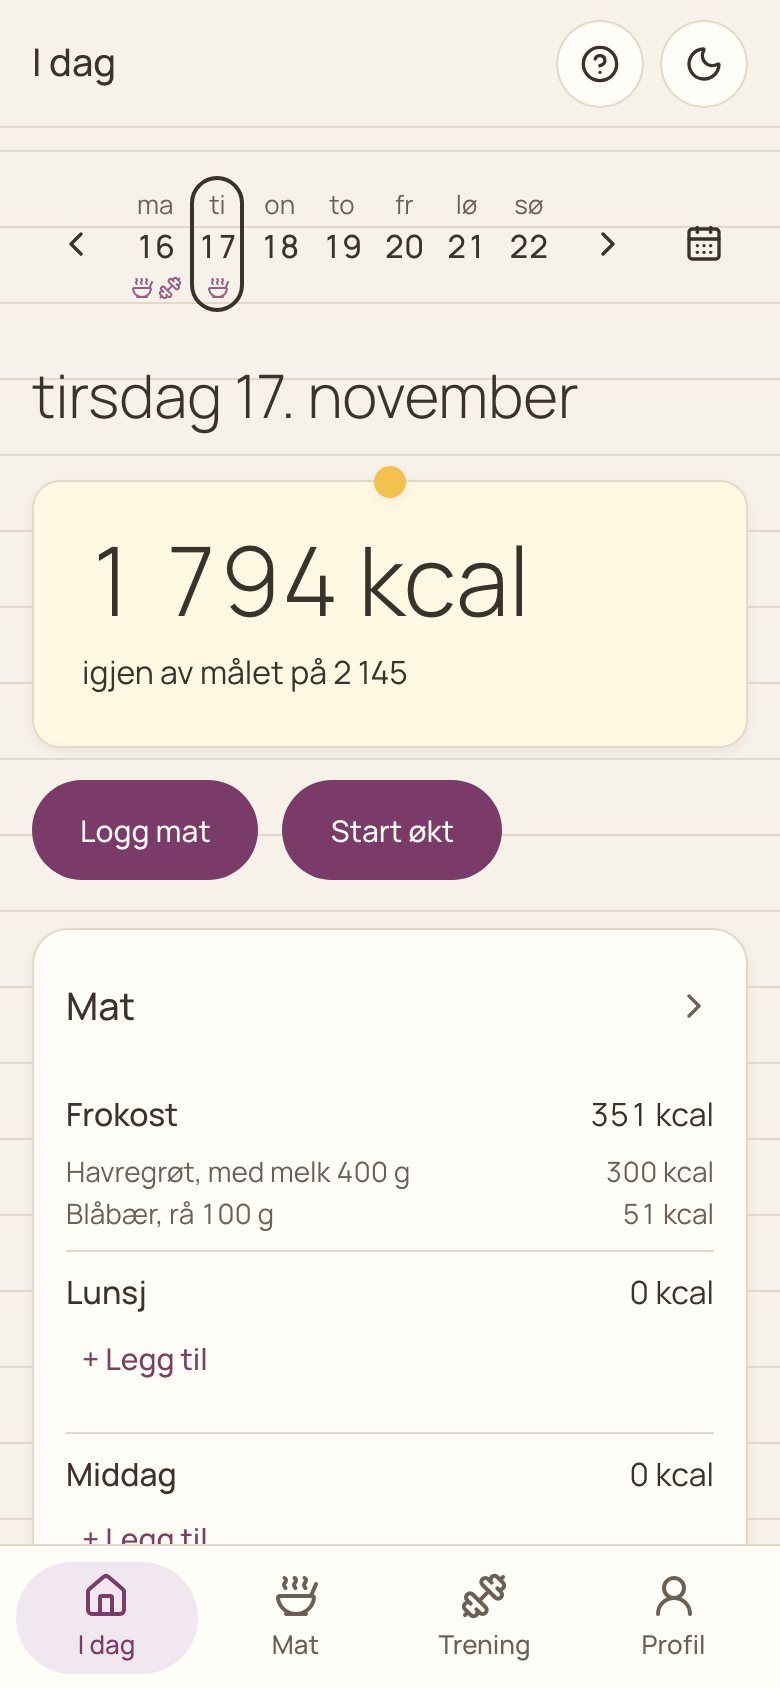 I dag
ma ti on to fr lø sø
16 17 18 19 20 21 22
tirsdag 17. november
1 794 kcal
igjen av målet på 2 145
Logg mat Start økt
Mat
Frokost 351 kcal
Havregrøt, med melk 400 g 300 kcal
Blåbær, rå 100 g 51 kcal
Lunsj 0 kcal
+ Legg til
Middag 0 kcal
+ Legg til
I dag Mat Trening Profil